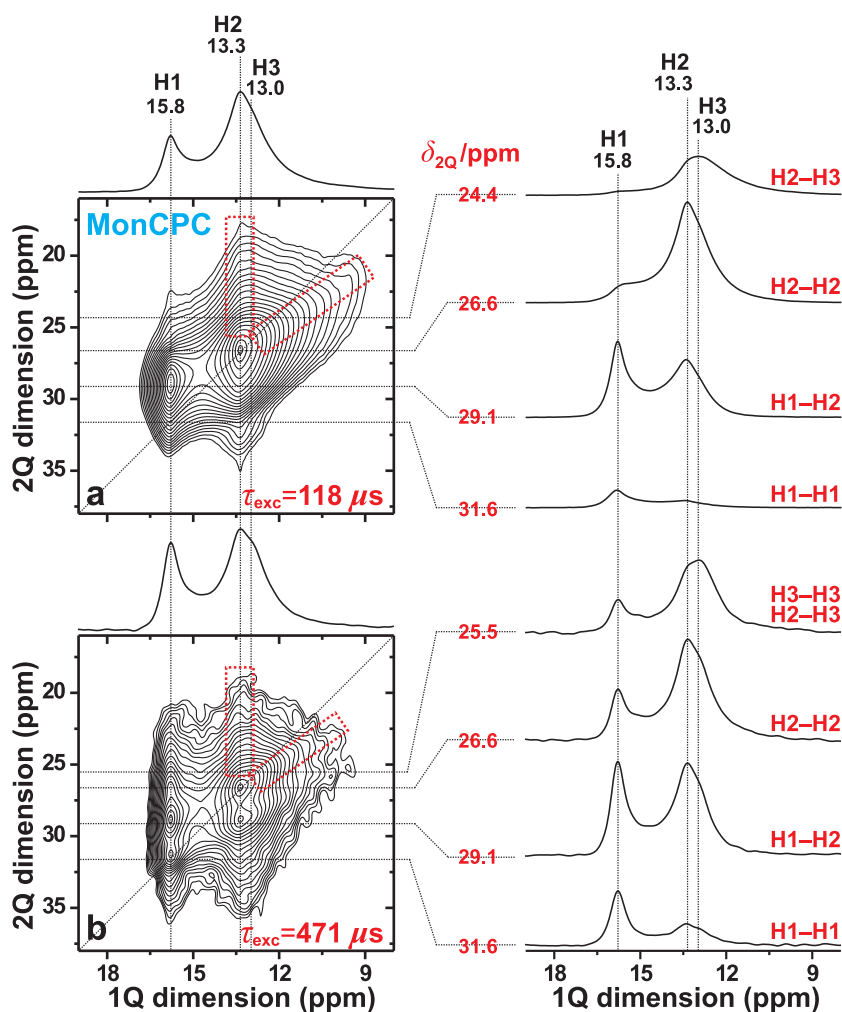 H2
13.3
H1
15.8
H3
13.0
MonCPC
20
25
30
35
2Q dimension (ppm)
a
τexc=118 μs
20
25
30
35
2Q dimension (ppm)
b
τexc=471 μs
18
15
12
9
1Q dimension (ppm)
H2
13.3
H3
13.0
H1
15.8
δ2Q/ppm
24.4
H2–H3
26.6
H2–H2
29.1
H1–H2
31.6
H1–H1
25.5
H3–H3
H2–H3
26.6
H2–H2
29.1
H1–H2
31.6
H1–H1
18
15
12
9
1Q dimension (ppm)